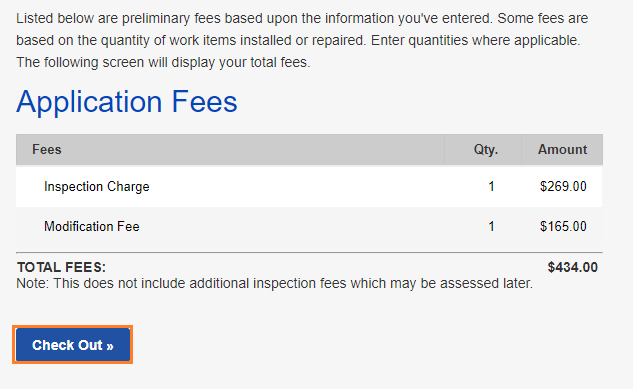 Listed below are preliminary fees based upon the information you've entered. Some fees are
based on the quantity of work items installed or repaired. Enter quantities where applicable.
The following screen will display your total fees.
Application Fees
Fees Qty. Amount
Inspection Charge 1 $269.00
Modification Fee 1 $165.00
TOTAL FEES: $434.00
Note: This does not include additional inspection fees which may be assessed later.
Check Out »